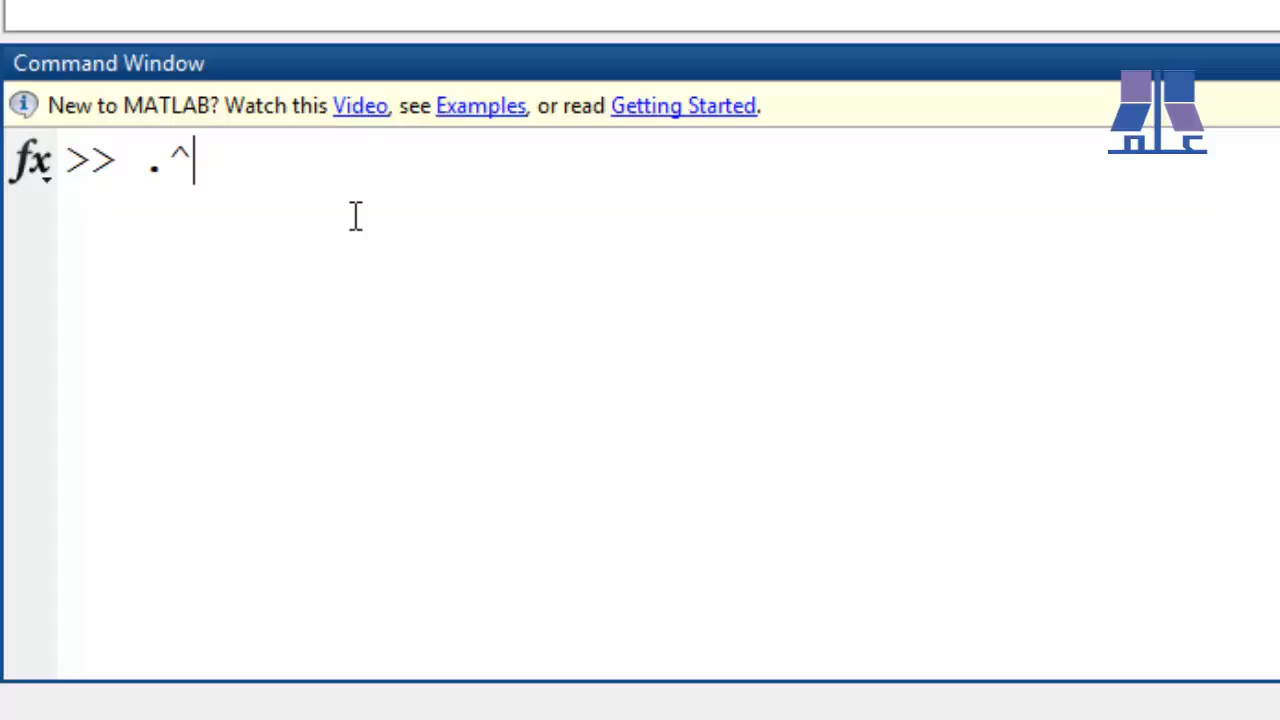 Command Window
New to MATLAB? Watch this Video, see Examples, or read Getting Started.
fx >> .^